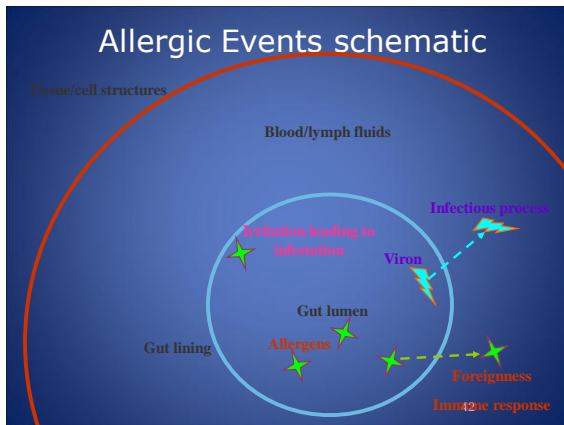 Allergic Events schematic
Tissue/cell structures
Blood/lymph fluids
Infectious process
Irritation leading to
infestation
Viron
Gut lumen
Gut lining
Allergens
Foreignness
Immune response
42